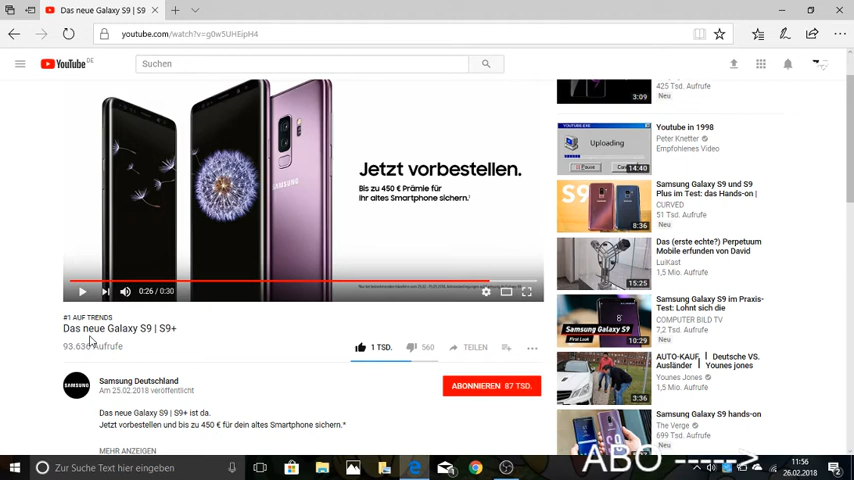 Das neue Galaxy S9 | S9
youtube.com/watch?v=g0w5UHEipH4
YouTube DE
Suchen
Jetzt vorbestellen.
Bis zu 450 € Prämie für
Ihr altes Smartphone sichern.¹
SAMSUNG
0:26 / 0:30
#1 AUF TRENDS
Das neue Galaxy S9 | S9+
93.636 Aufrufe
1 TSD.
560
TEILEN
SAMSUNG
Samsung Deutschland
Am 25.02.2018 veröffentlicht
ABONNIEREN 87 TSD.
Das neue Galaxy S9 | S9+ ist da.
Jetzt vorbestellen und bis zu 450 € für dein altes Smartphone sichern.*
MEHR ANZEIGEN
425 Tsd. Aufrufe
Neu
3:09
Uploading
Pause
14:40
Youtube in 1998
Peter Knetter
Empfohlenes Video
S9
8:36
Samsung Galaxy S9 und S9
Plus im Test: das Hands-on |
CURVED
51 Tsd. Aufrufe
Neu
15:25
Das (erste echte?) Perpetuum
Mobile erfunden von David
LuiKast
1,5 Mio. Aufrufe
Samsung Galaxy S9
First Look
10:29
Samsung Galaxy S9 im Praxis-
Test: Lohnt sich die
COMPUTER BILD TV
7,2 Tsd. Aufrufe
Neu
3:36
AUTO-KAUF | Deutsche VS.
Ausländer | Younes jones
Younes Jones
1,5 Mio. Aufrufe
Samsung Galaxy S9 hands-on
The Verge
699 Tsd. Aufrufe
Neu
ABO ----->
Zur Suche Text hier eingeben
11:56
26.02.2018
2